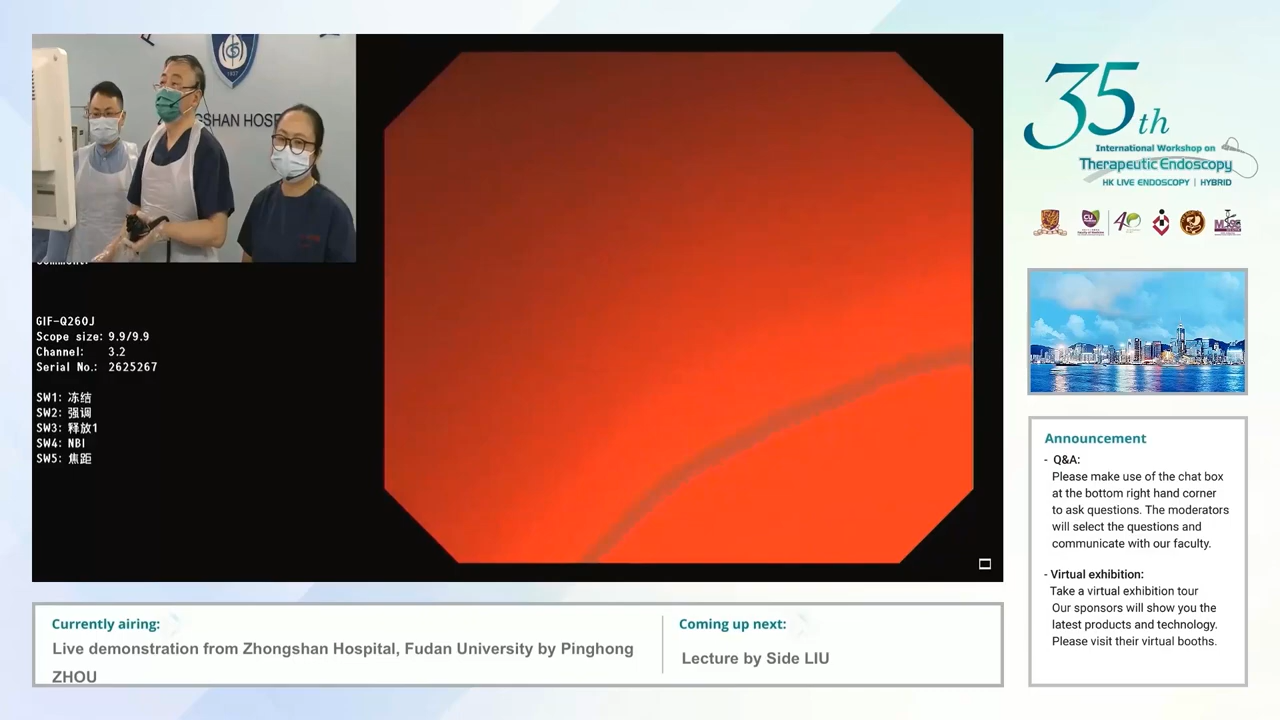 1937
GSHAN HOSP
Comment:
GIF-Q260J
Scope size: 9.9/9.9
Channel: 3.2
Serial No.: 2625267
SW1: 冻结
SW2: 强调
SW3: 释放1
SW4: NBI
SW5: 焦距
35th
International Workshop on
Therapeutic Endoscopy
HK LIVE ENDOSCOPY | HYBRID
Announcement
- Q&A:
Please make use of the chat box
at the bottom right hand corner
to ask questions. The moderators
will select the questions and
communicate with our faculty.
- Virtual exhibition:
Take a virtual exhibition tour
Our sponsors will show you the
latest products and technology.
Please visit their virtual booths.
Currently airing:
Live demonstration from Zhongshan Hospital, Fudan University by Pinghong
ZHOU
Coming up next:
Lecture by Side LIU